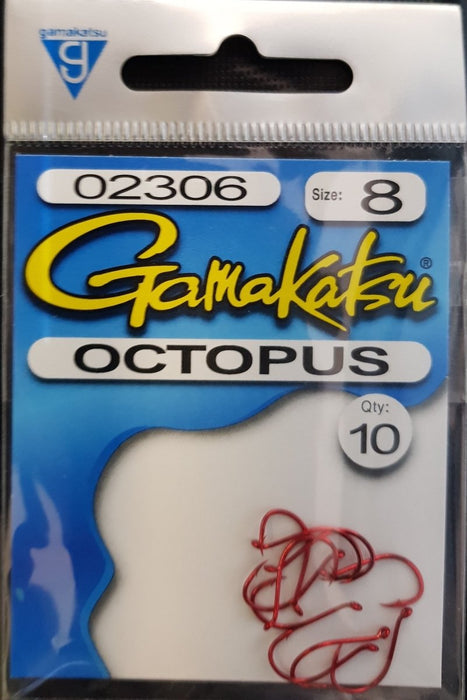 gamakatsu
g
02306
Size: 8
Gamakatsu®
OCTOPUS
Qty:
10